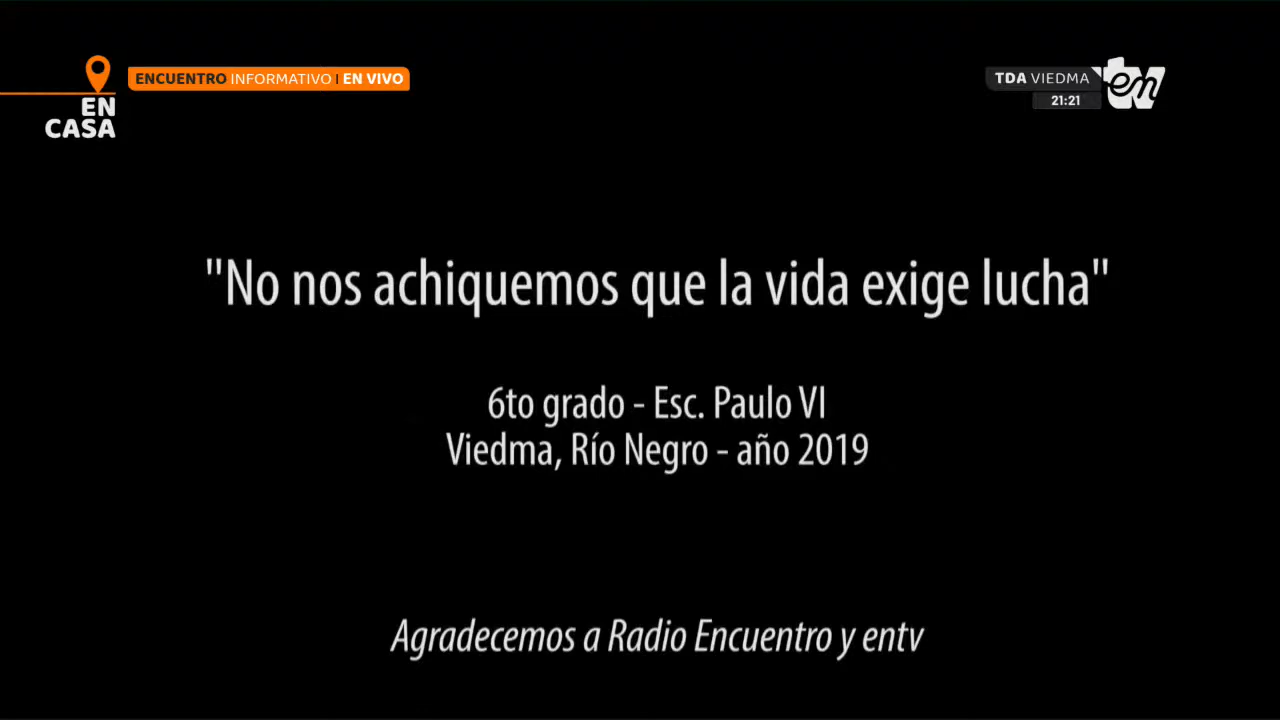 ENCUENTRO INFORMATIVO | EN VIVO
EN
CASA
TDA VIEDMA
21:21
en tv
"No nos achiquemos que la vida exige lucha"
6to grado - Esc. Paulo VI
Viedma, Río Negro - año 2019
Agradecemos a Radio Encuentro y entv